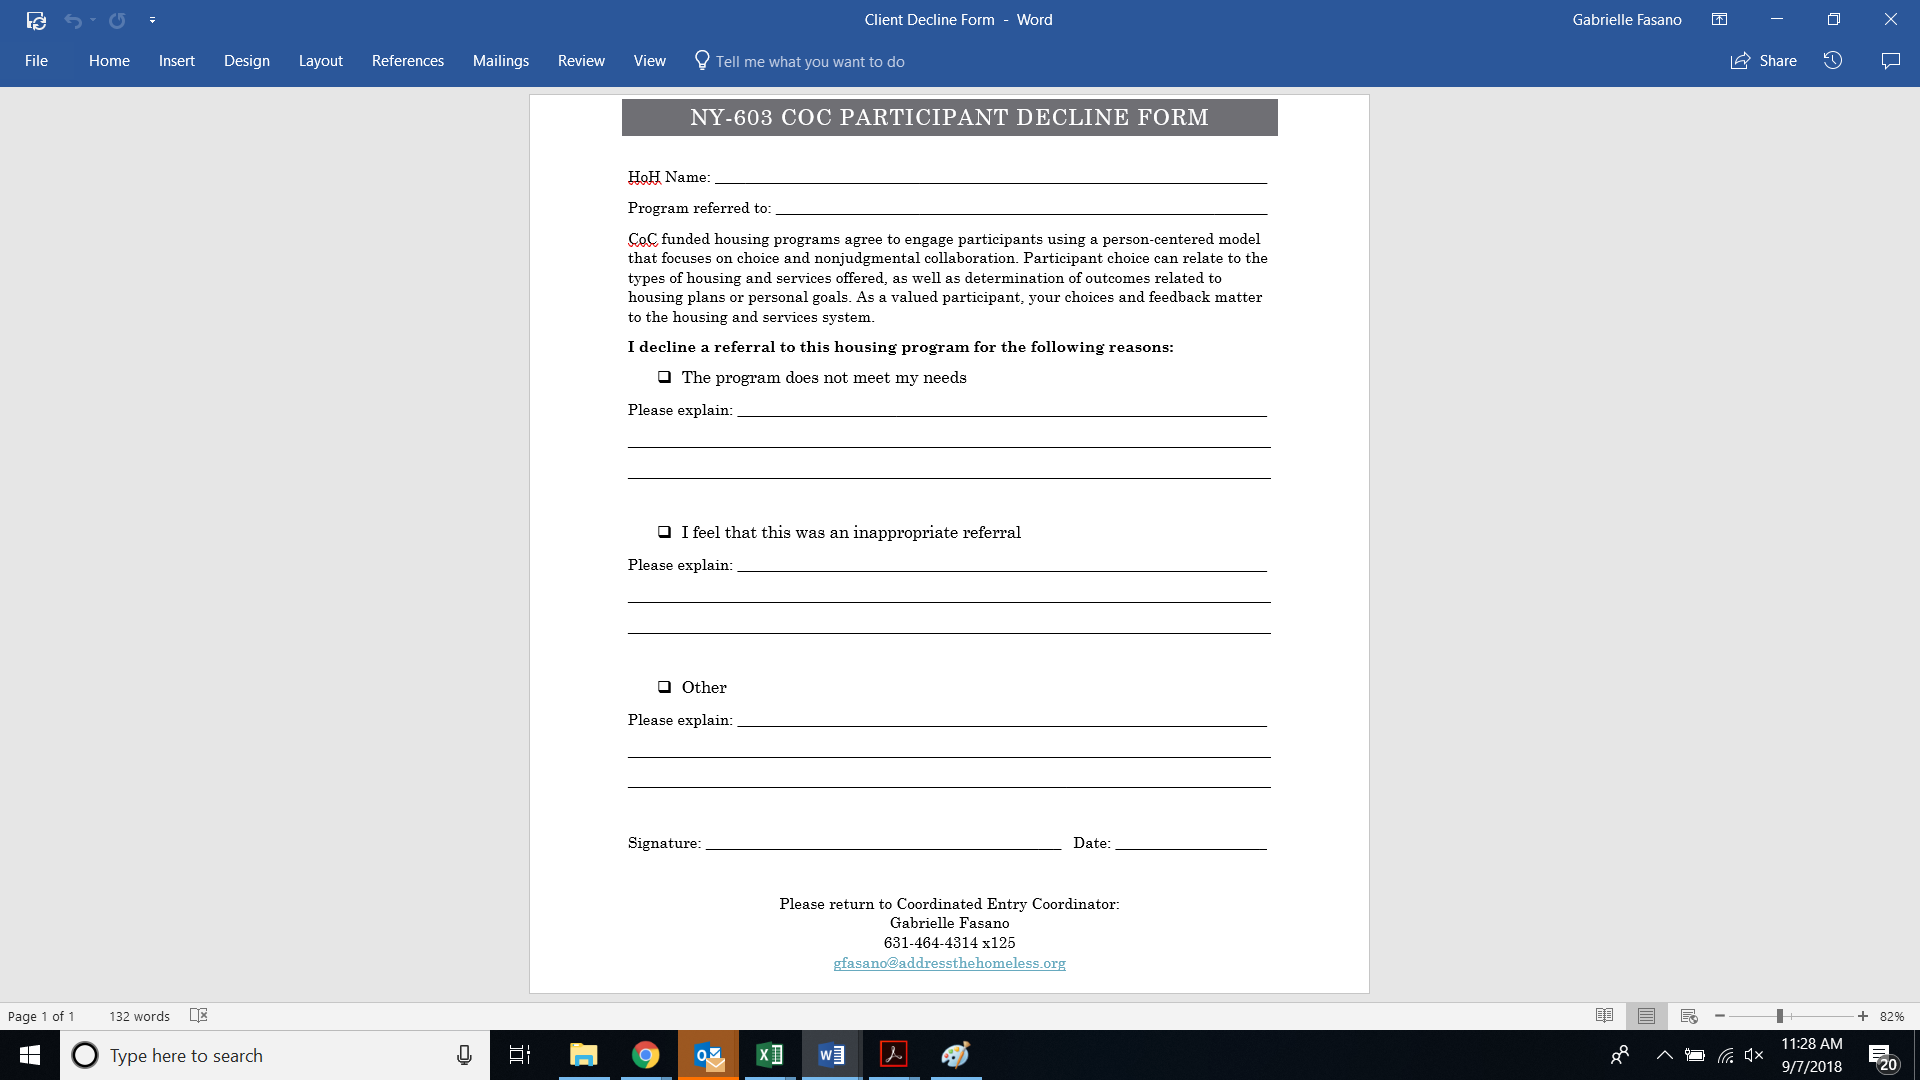 Client Decline Form - Word
Gabrielle Fasano
File Home Insert Design Layout References Mailings Review View Tell me what you want to do Share
NY-603 COC PARTICIPANT DECLINE FORM
HoH Name: ____________________
Program referred to: ____________________
CoC funded housing programs agree to engage participants using a person-centered model
that focuses on choice and nonjudgmental collaboration. Participant choice can relate to the
types of housing and services offered, as well as determination of outcomes related to
housing plans or personal goals. As a valued participant, your choices and feedback matter
to the housing and services system.
I decline a referral to this housing program for the following reasons:
❑ The program does not meet my needs
Please explain: ____________________
❑ I feel that this was an inappropriate referral
Please explain: ____________________
❑ Other
Please explain: ____________________
Signature: ____________________ Date: __________
Please return to Coordinated Entry Coordinator:
Gabrielle Fasano
631-464-4314 x125
gfasano@addressthehomeless.org
Page 1 of 1 132 words 82%
Type here to search
11:28 AM
9/7/2018
20